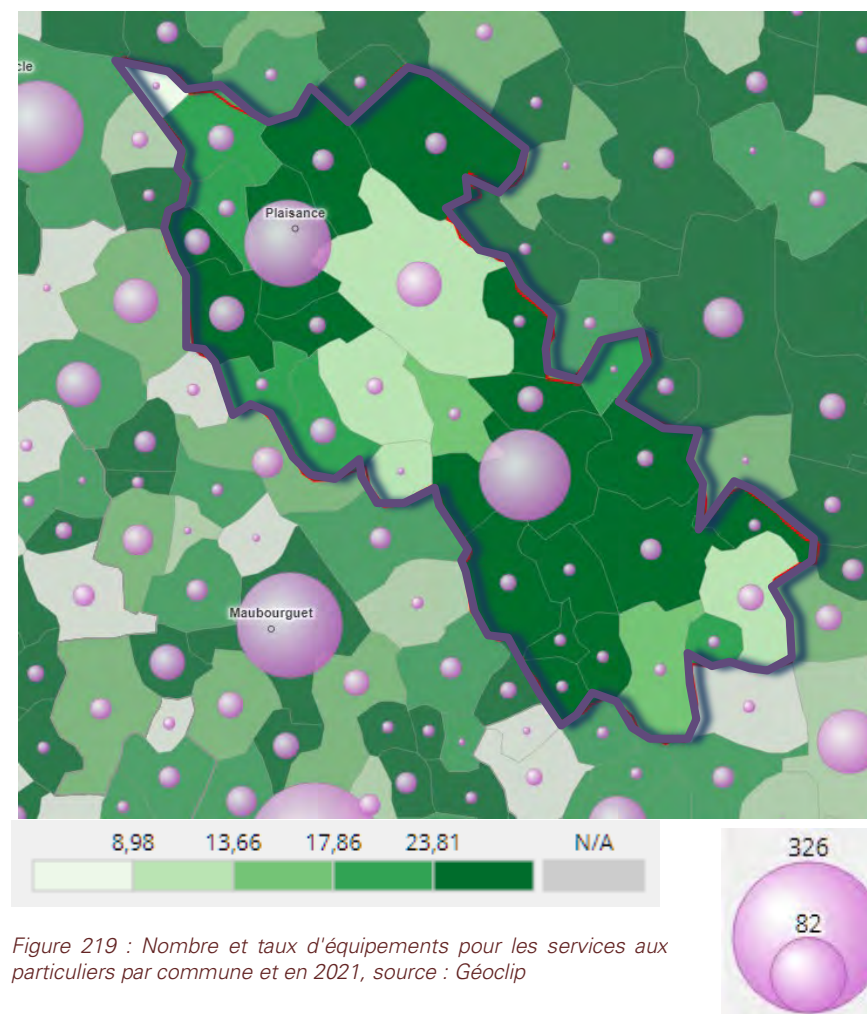 cle
Plaisance
Maubourguet
8,98 13,66 17,86 23,81 N/A
326
82
Figure 219 : Nombre et taux d'équipements pour les services aux
particuliers par commune et en 2021, source : Géoclip